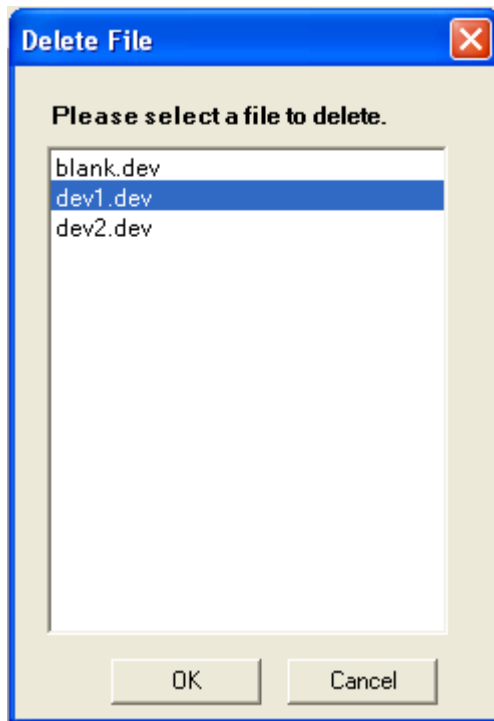 Delete File
Please select a file to delete.
blank.dev
dev1.dev
dev2.dev
OK Cancel